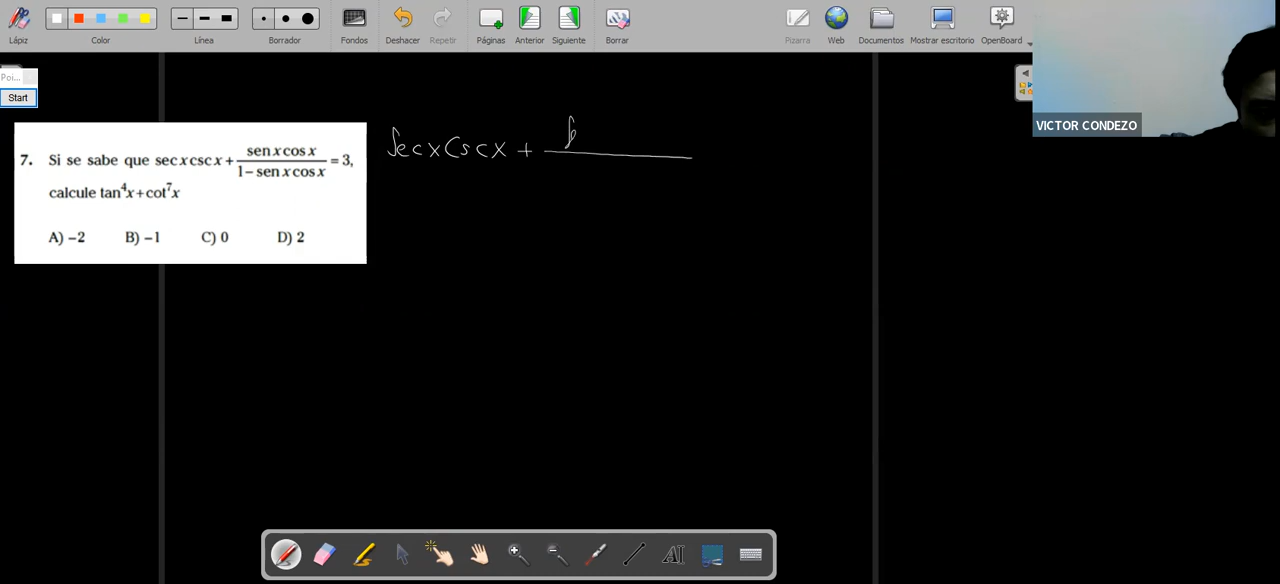 Lápiz
Color
Línea
Borrador
Fondos
Deshacer
Repetir
Páginas
Anterior
Siguiente
Borrar
Pizarra
Web
Documentos
Mostrar escritorio
OpenBoard
Poi...
Start
VICTOR CONDEZO
7. Si se sabe que sec x csc x + sen x cos x / 1 − sen x cos x = 3,
calcule tan⁴x + cot⁷x
A) −2 B) −1 C) 0 D) 2
Secx Cscx +
AI